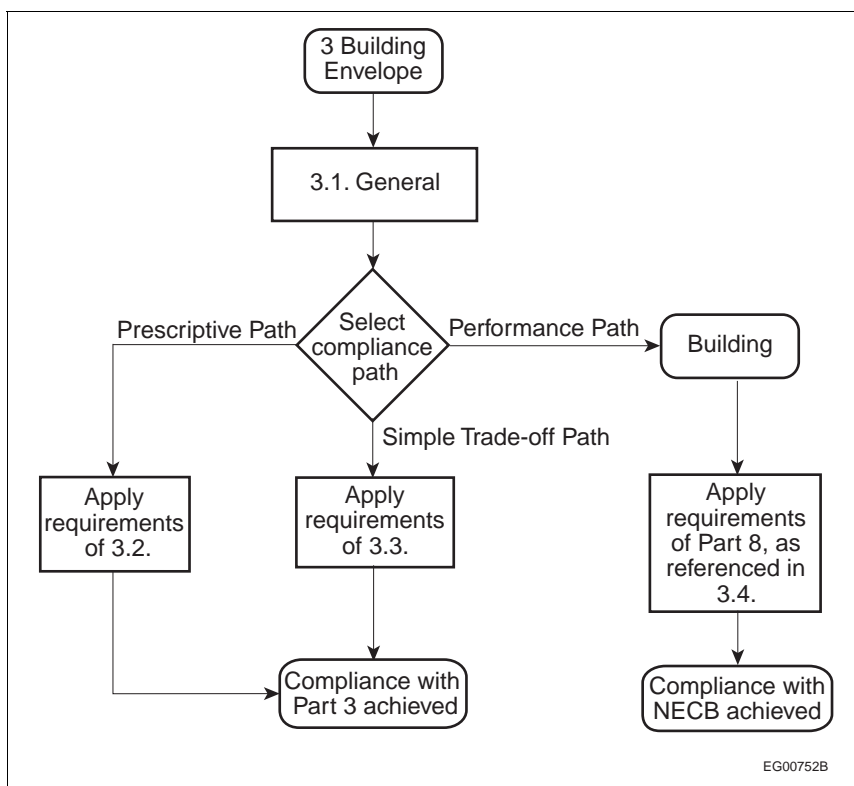 3 Building
Envelope
3.1. General
Select
compliance
path
Prescriptive Path
Performance Path
Building
Simple Trade-off Path
Apply
requirements
of 3.2.
Apply
requirements
of 3.3.
Apply
requirements
of Part 8, as
referenced in
3.4.
Compliance with
Part 3 achieved
Compliance with
NECB achieved
EG00752B